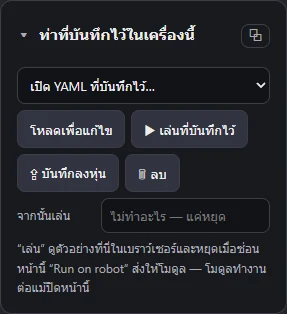 ท่าที่บันทึกไว้ในเครื่องนี้
เปิด YAML ที่บันทึกไว้...
โหลดเพื่อแก้ไข
▶ เล่นที่บันทึกไว้
⇪ บันทึกลงหุ่น
🗑 ลบ
จากนั้นเล่น
ไม่ทำอะไร — แค่หยุด
“เล่น” ดูตัวอย่างที่นี่ในเบราว์เซอร์และหยุดเมื่อซ่อน
หน้านี้ “Run on robot” ส่งให้โมดูล — โมดูลทำงาน
ต่อแม้ปิดหน้านี้